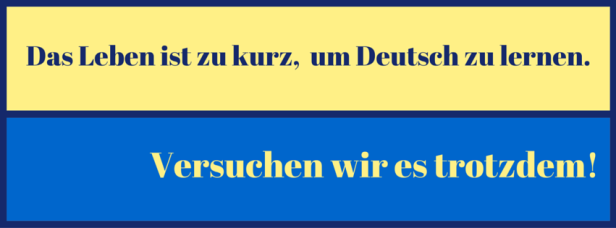 Das Leben ist zu kurz, um Deutsch zu lernen.
Versuchen wir es trotzdem!